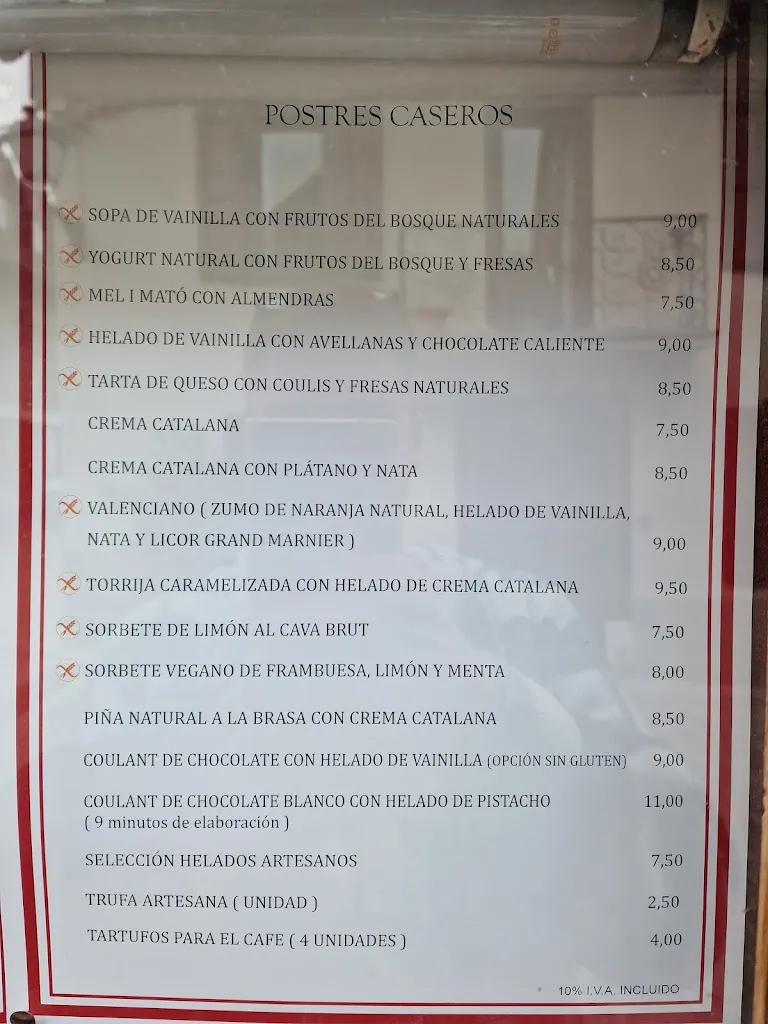 POSTRES CASEROS
SOPA DE VAINILLA CON FRUTOS DEL BOSQUE NATURALES 9,00
YOGURT NATURAL CON FRUTOS DEL BOSQUE Y FRESAS 8,50
MEL I MATÓ CON ALMENDRAS 7,50
HELADO DE VAINILLA CON AVELLANAS Y CHOCOLATE CALIENTE 9,00
TARTA DE QUESO CON COULIS Y FRESAS NATURALES 8,50
CREMA CATALANA 7,50
CREMA CATALANA CON PLÁTANO Y NATA 8,50
VALENCIANO ( ZUMO DE NARANJA NATURAL, HELADO DE VAINILLA,
NATA Y LICOR GRAND MARNIER ) 9,00
TORRIJA CARAMELIZADA CON HELADO DE CREMA CATALANA 9,50
SORBETE DE LIMÓN AL CAVA BRUT 7,50
SORBETE VEGANO DE FRAMBUESA, LIMÓN Y MENTA 8,00
PIÑA NATURAL A LA BRASA CON CREMA CATALANA 8,50
COULANT DE CHOCOLATE CON HELADO DE VAINILLA (OPCIÓN SIN GLUTEN) 9,00
COULANT DE CHOCOLATE BLANCO CON HELADO DE PISTACHO 11,00
( 9 minutos de elaboración )
SELECCIÓN HELADOS ARTESANOS 7,50
TRUFA ARTESANA ( UNIDAD ) 2,50
TARTUFOS PARA EL CAFE ( 4 UNIDADES ) 4,00
10% I.V.A. INCLUIDO